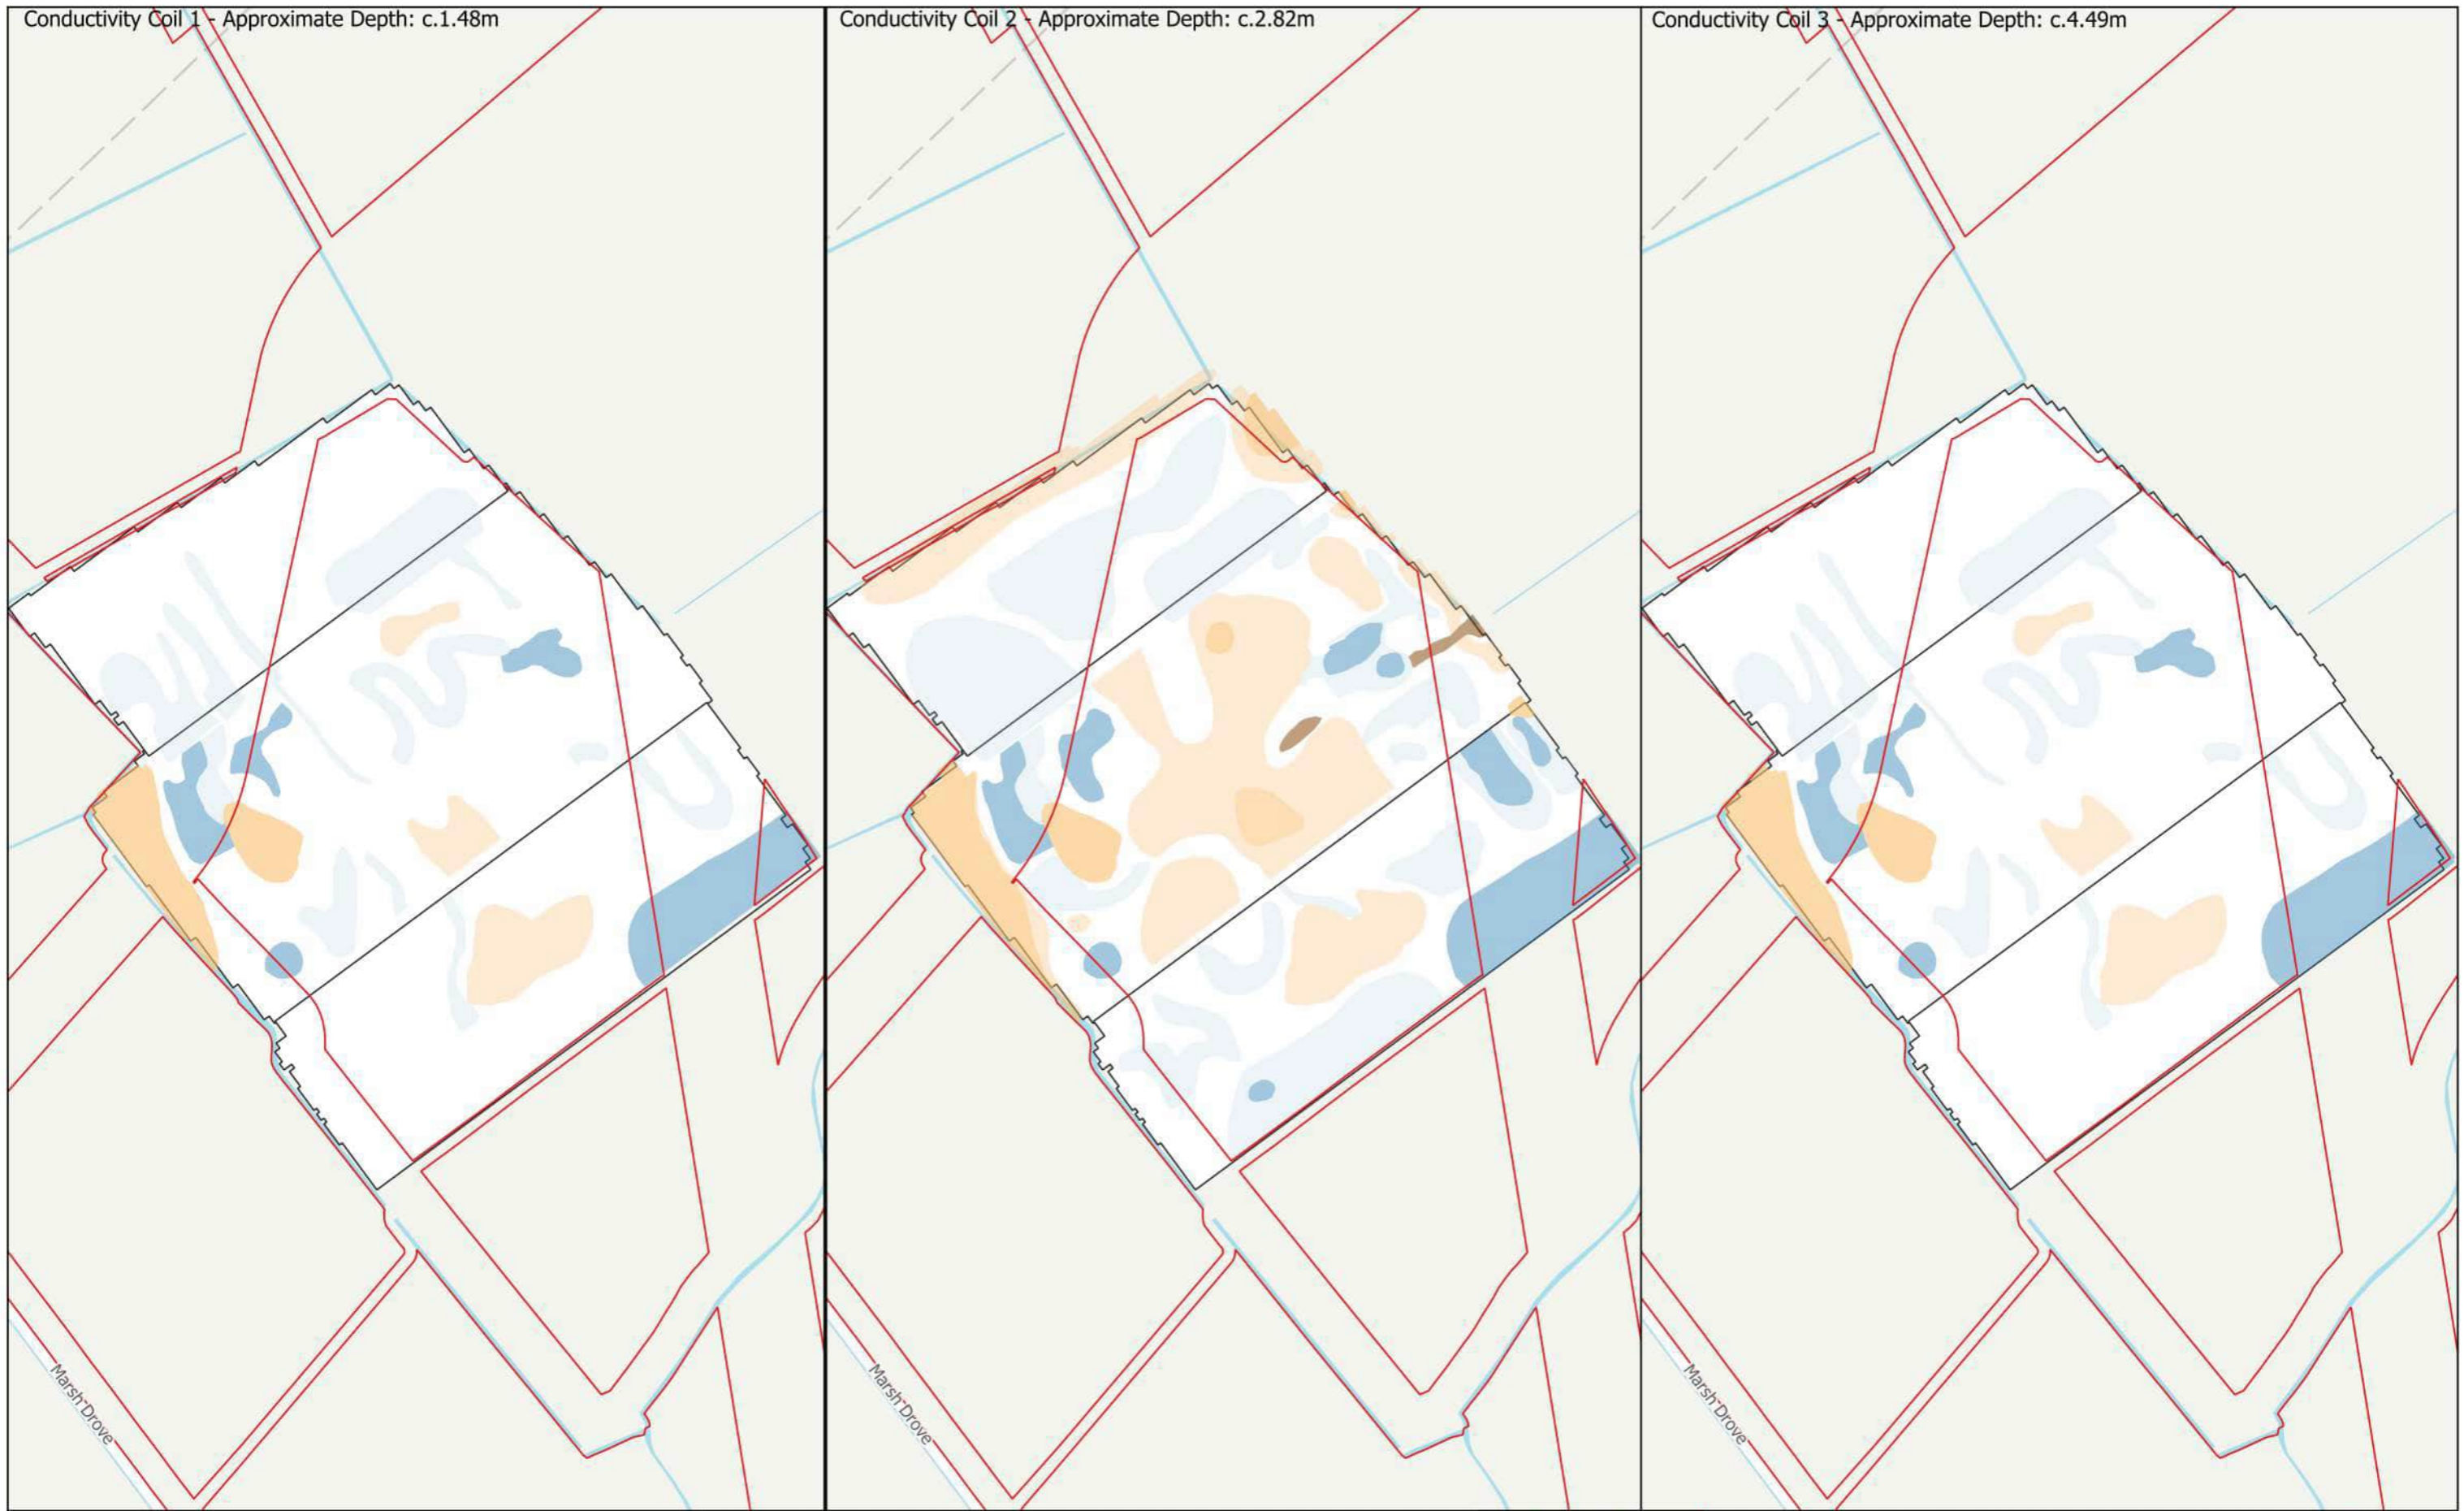 Conductivity Coil 1 - Approximate Depth: c.1.48m
Conductivity Coil 2 - Approximate Depth: c.2.82m
Conductivity Coil 3 - Approximate Depth: c.4.49m
Marsh Drove
Marsh Drove
Marsh Drove